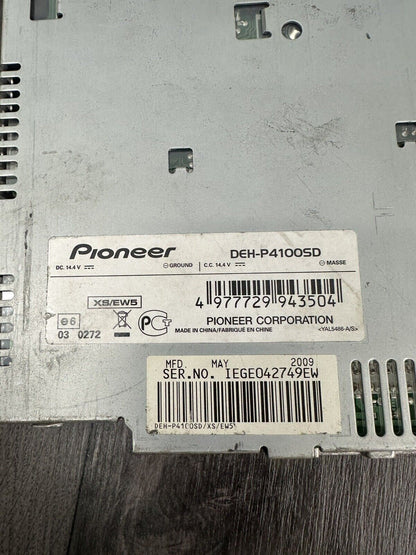 Pioneer DEH-P4100SD
DC. 14.4 V ⎓ ⊖ GROUND C.C. 14.4 V ⎓ ⊖ MASSE
XS/EW5
e6
03 0272
4 977729 943504
PIONEER CORPORATION
MADE IN CHINA/FABRIQUÉ EN CHINE <YAL5486-A/S>
MFD. MAY 2009
SER.NO. IEGE042749EW
DEH-P4100SD/XS/EW5